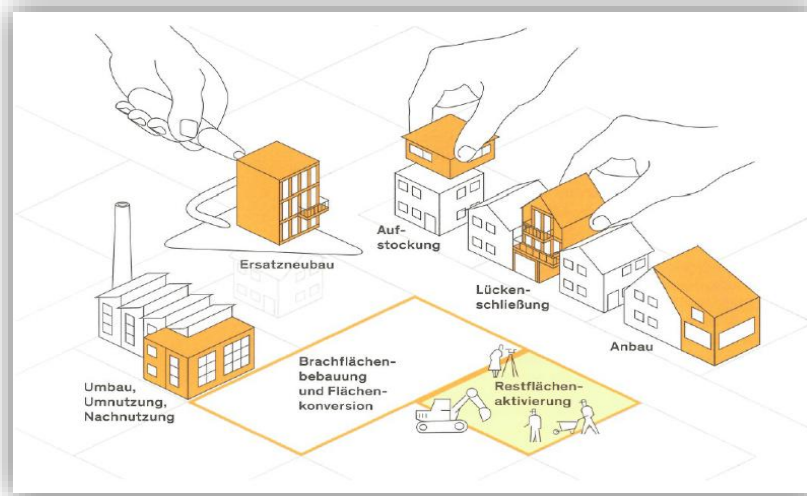 Ersatzneubau
Auf-
stockung
Lücken-
schließung
Anbau
Umbau,
Umnutzung,
Nachnutzung
Brachflächen-
bebauung
und Flächen-
konversion
Restflächen-
aktivierung